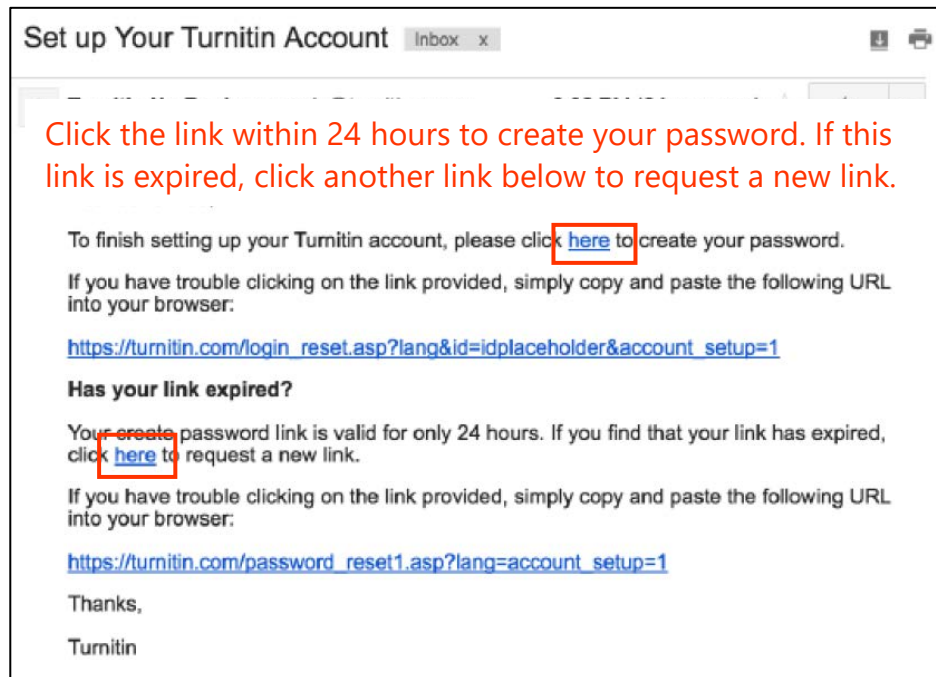 Set up Your Turnitin Account Inbox x
Click the link within 24 hours to create your password. If this
link is expired, click another link below to request a new link.
To finish setting up your Turnitin account, please click here to create your password.
If you have trouble clicking on the link provided, simply copy and paste the following URL
into your browser:
https://turnitin.com/login_reset.asp?lang&id=idplaceholder&account_setup=1
Has your link expired?
Your create password link is valid for only 24 hours. If you find that your link has expired,
click here to request a new link.
If you have trouble clicking on the link provided, simply copy and paste the following URL
into your browser:
https://turnitin.com/password_reset1.asp?lang=account_setup=1
Thanks,
Turnitin